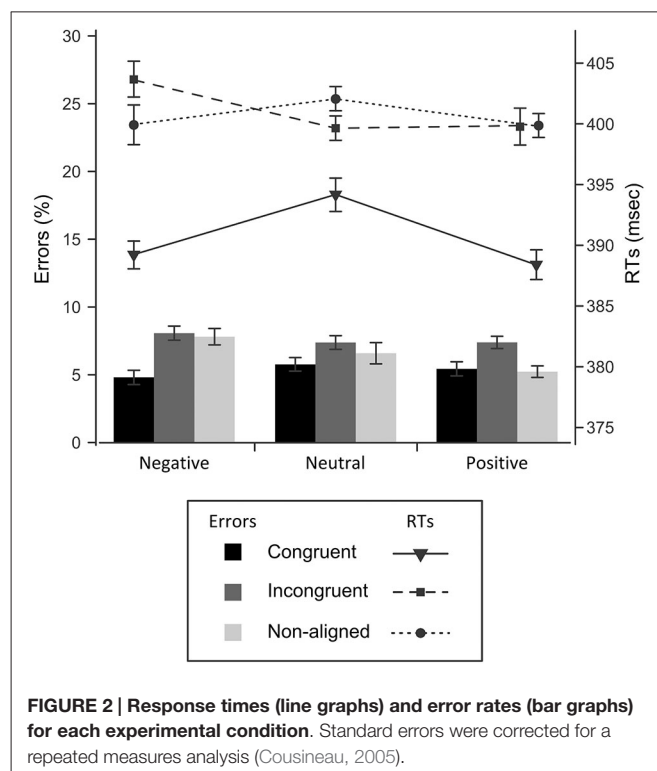 30
25
20
15
10
5
0
Errors (%)
405
400
395
390
385
380
375
RTs (msec)
Negative Neutral Positive
Errors RTs
Congruent
Incongruent
Non-aligned
FIGURE 2 | Response times (line graphs) and error rates (bar graphs)
for each experimental condition. Standard errors were corrected for a
repeated measures analysis (Cousineau, 2005).